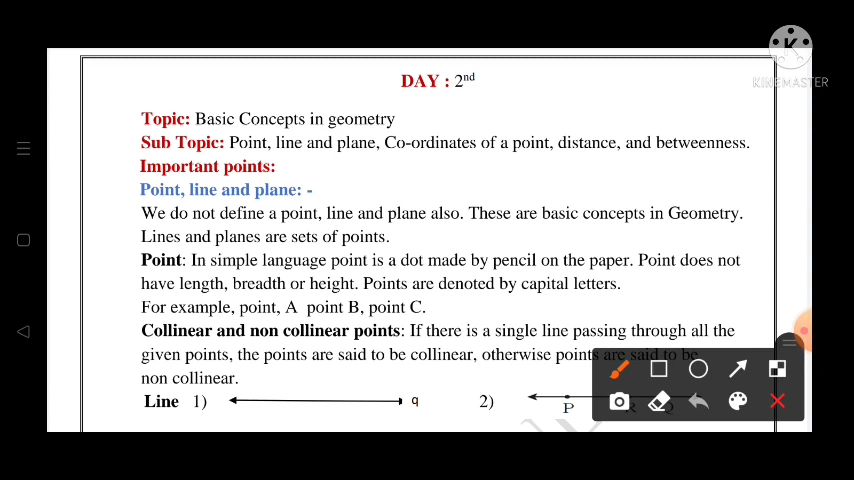 K
KINEMASTER
DAY : 2nd
Topic: Basic Concepts in geometry
Sub Topic: Point, line and plane, Co-ordinates of a point, distance, and betweenness.
Important points:
Point, line and plane: -
We do not define a point, line and plane also. These are basic concepts in Geometry.
Lines and planes are sets of points.
Point: In simple language point is a dot made by pencil on the paper. Point does not
have length, breadth or height. Points are denoted by capital letters.
For example, point, A point B, point C.
Collinear and non collinear points: If there is a single line passing through all the
given points, the points are said to be collinear, otherwise points are said to be
non collinear.
Line 1) q 2) P R Q